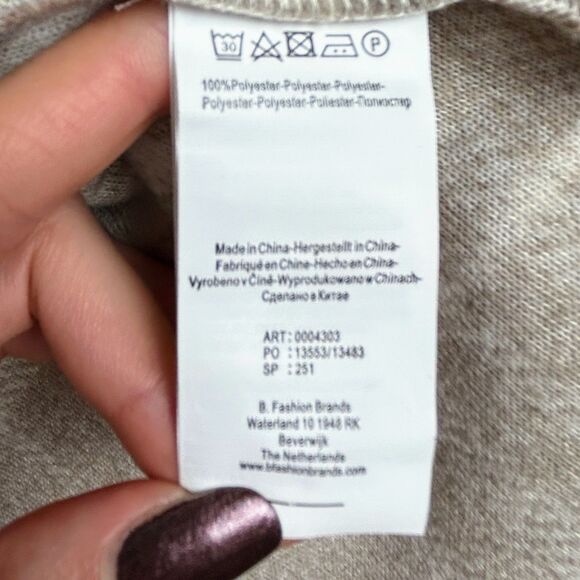 30
P
100%Polyester-Polyester-Polyester-
Polyester-Polyester-Poliester-Полиэстер
Made in China-Hergestellt in China-
Fabriqué en Chine-Hecho en China-
Vyrobeno v Číně-Wyprodukowano w Chinach-
Сделано в Китае
ART: 0004303
PO : 13553/13483
SP : 251
B. Fashion Brands
Waterland 10 1948 RK
Beverwijk
The Netherlands
www.bfashionbrands.com